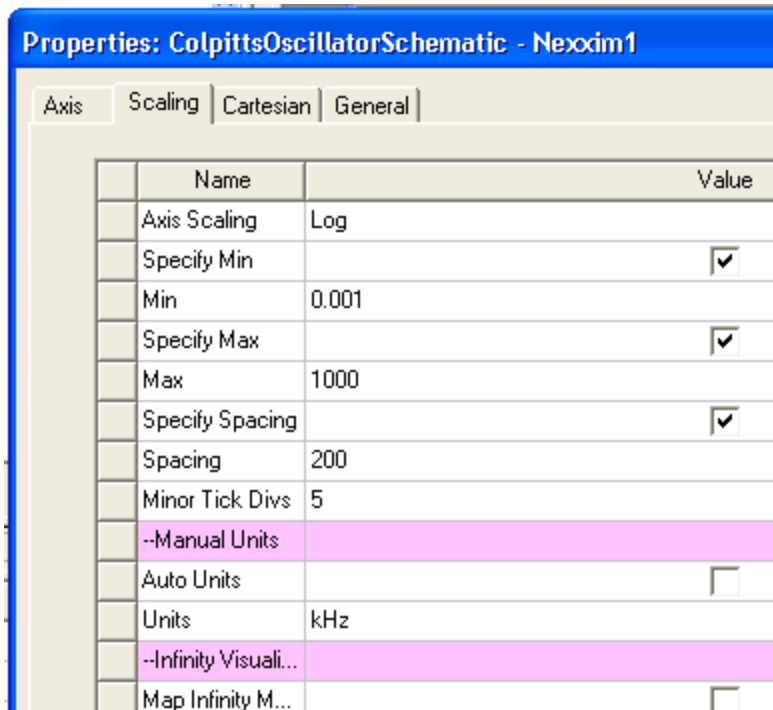 Properties: ColpittsOscillatorSchematic - Nexxim1
Axis Scaling Cartesian General
Name Value
Axis Scaling Log
Specify Min
Min 0.001
Specify Max
Max 1000
Specify Spacing
Spacing 200
Minor Tick Divs 5
--Manual Units
Auto Units
Units kHz
--Infinity Visuali...
Map Infinity M...